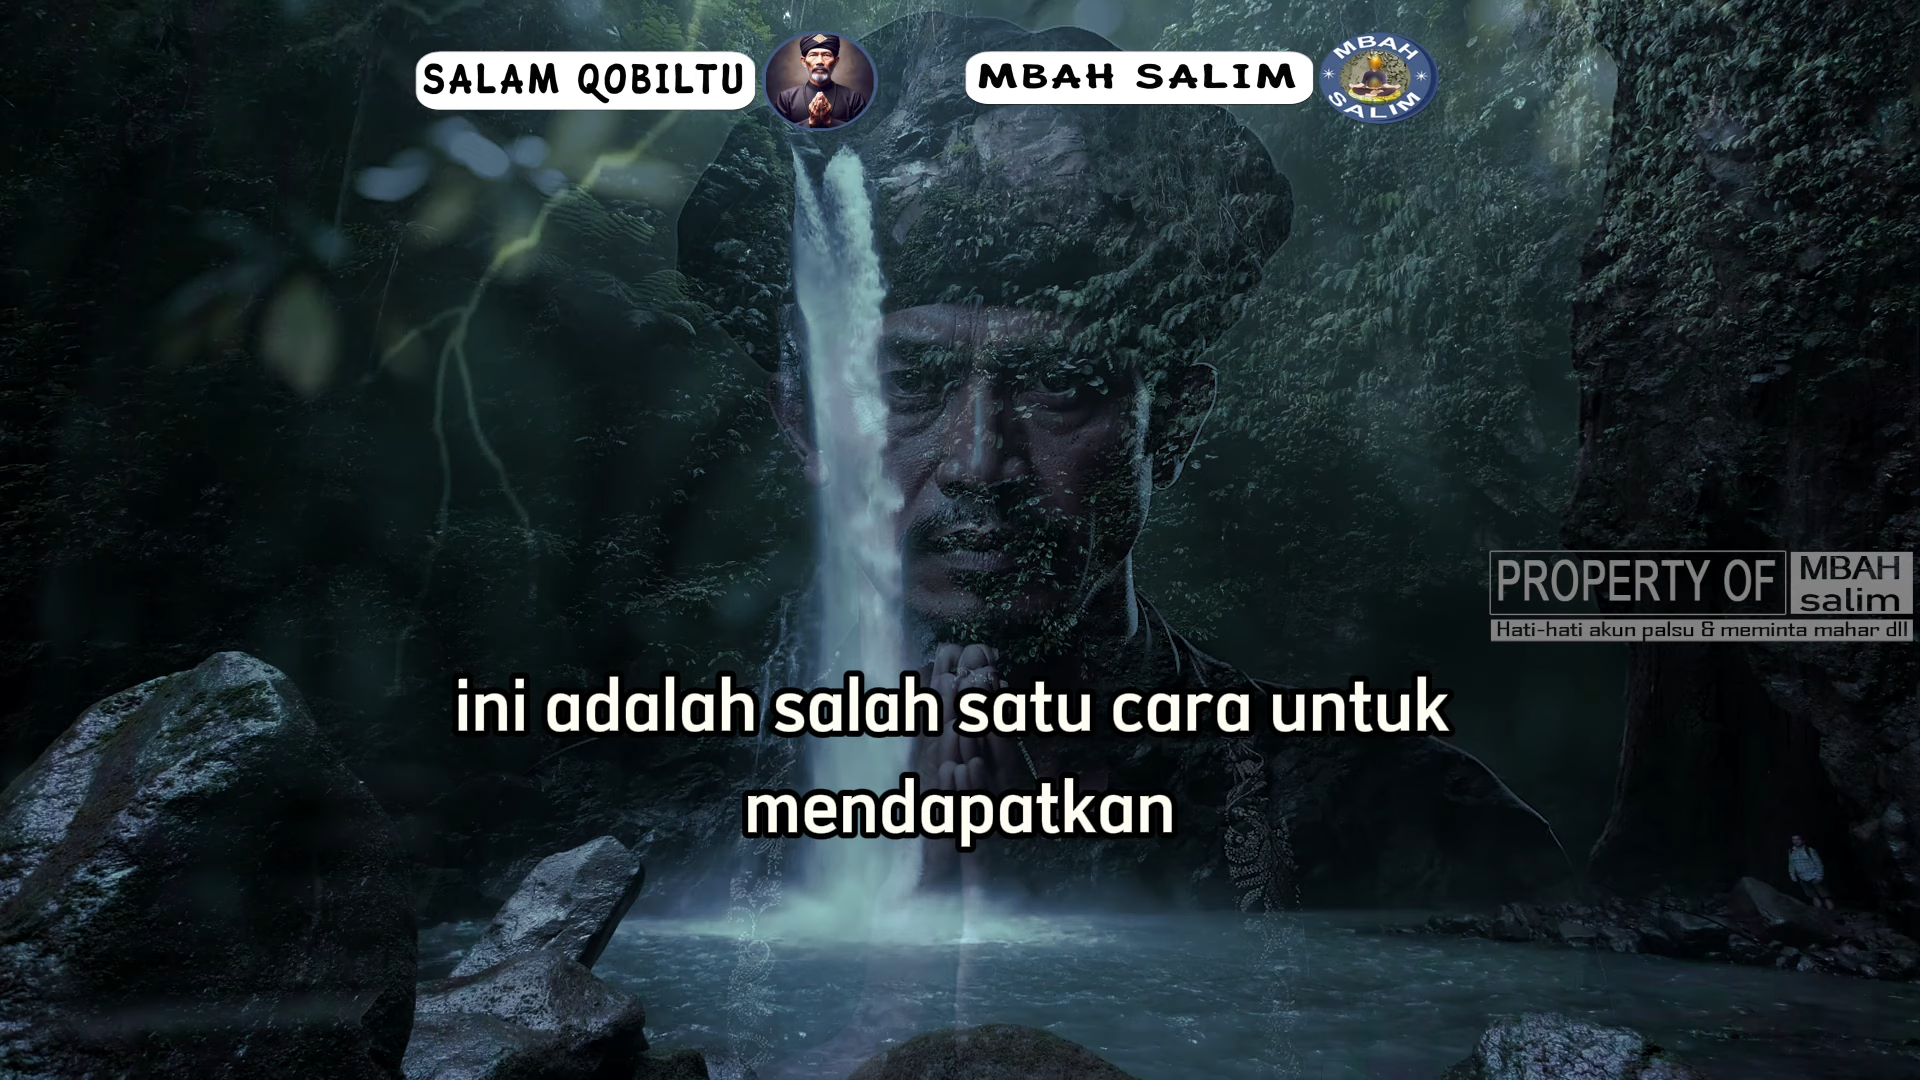 SALAM QOBILTU
MBAH SALIM
MBAH
SALIM
PROPERTY OF
MBAH
salim
Hati-hati akun palsu & meminta mahar dll
ini adalah salah satu cara untuk
mendapatkan